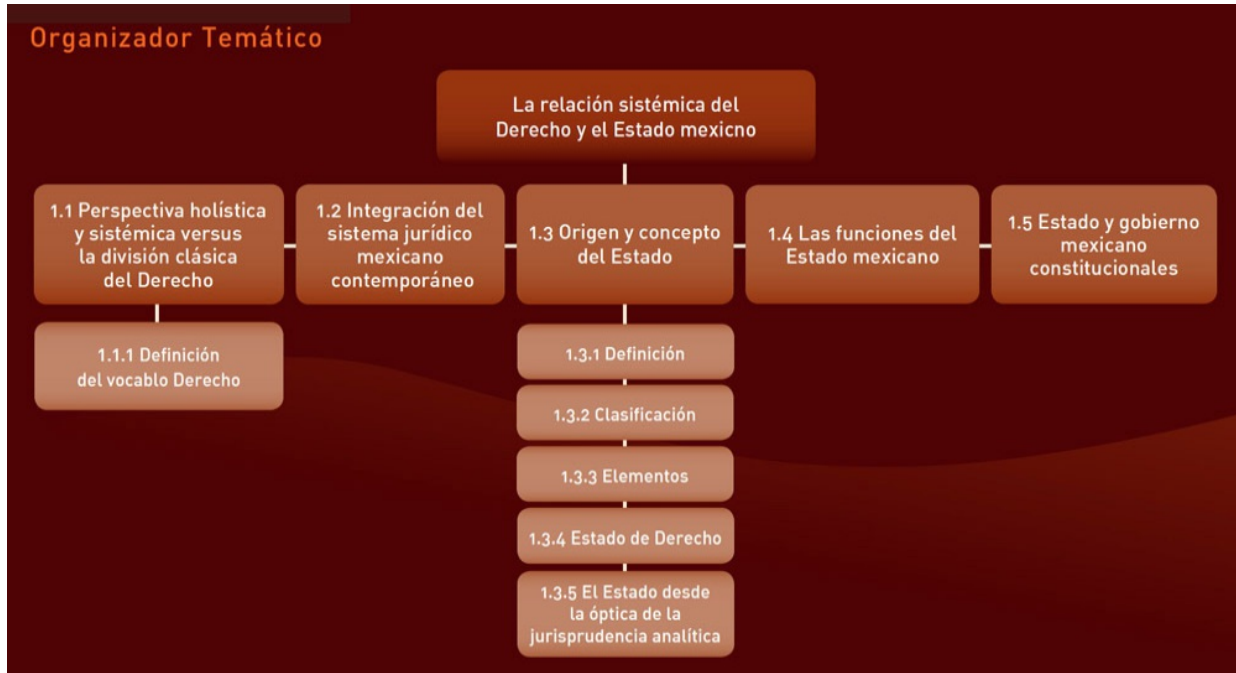 Organizador Temático
La relación sistémica del
Derecho y el Estado mexicno
1.1 Perspectiva holística
y sistémica versus
la división clásica
del Derecho
1.2 Integración del
sistema jurídico
mexicano
contemporáneo
1.3 Origen y concepto
del Estado
1.4 Las funciones del
Estado mexicano
1.5 Estado y gobierno
mexicano
constitucionales
1.1.1 Definición
del vocablo Derecho
1.3.1 Definición
1.3.2 Clasificación
1.3.3 Elementos
1.3.4 Estado de Derecho
1.3.5 El Estado desde
la óptica de la
jurisprudencia analítica